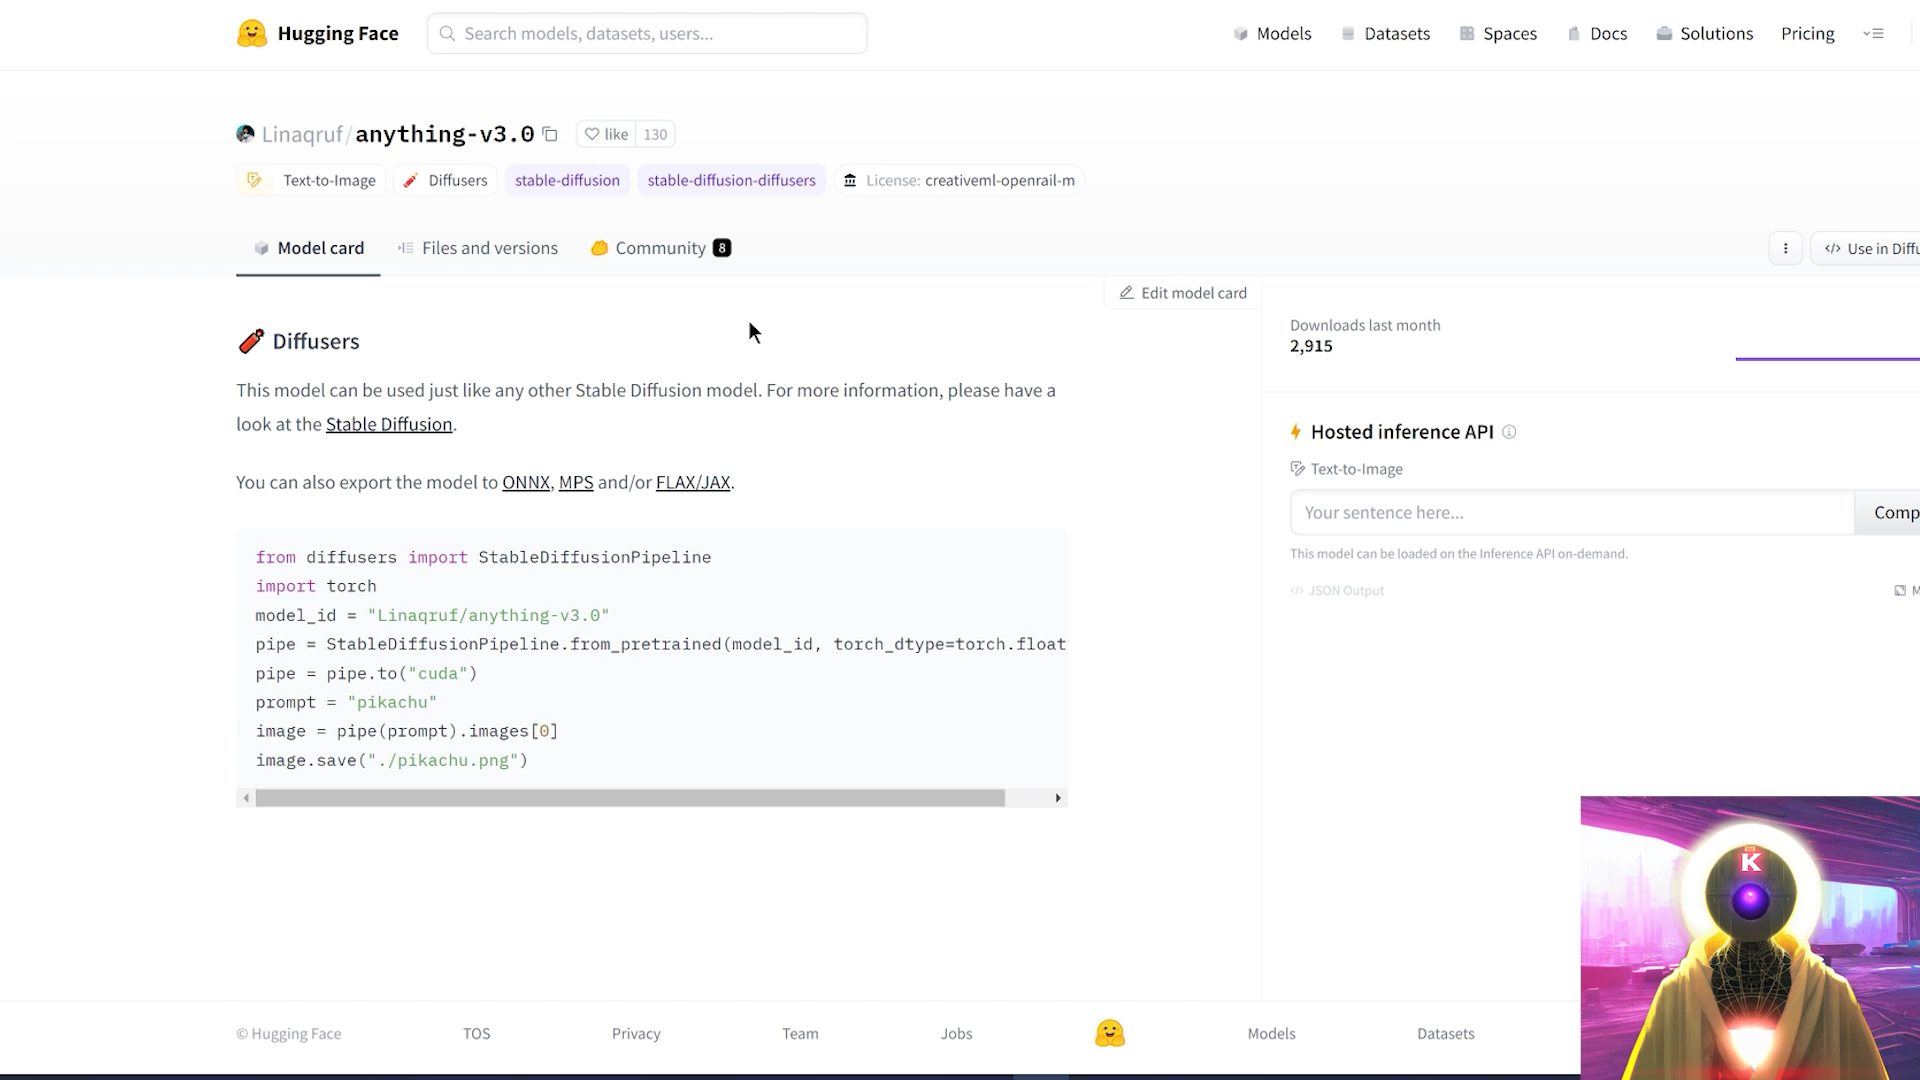 Hugging Face
Search models, datasets, users...
Models
Datasets
Spaces
Docs
Solutions
Pricing
Linaqruf/anything-v3.0
like 130
Text-to-Image
Diffusers
stable-diffusion
stable-diffusion-diffusers
License: creativeml-openrail-m
Model card
Files and versions
Community 8
</> Use in Diffu
Edit model card
Diffusers
This model can be used just like any other Stable Diffusion model. For more information, please have a
look at the Stable Diffusion.
You can also export the model to ONNX, MPS and/or FLAX/JAX.
from diffusers import StableDiffusionPipeline
import torch
model_id = "Linaqruf/anything-v3.0"
pipe = StableDiffusionPipeline.from_pretrained(model_id, torch_dtype=torch.float
pipe = pipe.to("cuda")
prompt = "pikachu"
image = pipe(prompt).images[0]
image.save("./pikachu.png")
Downloads last month
2,915
Hosted inference API
Text-to-Image
Your sentence here...
Comp
This model can be loaded on the Inference API on-demand.
</> JSON Output
M
K
© Hugging Face
TOS
Privacy
Team
Jobs
Models
Datasets